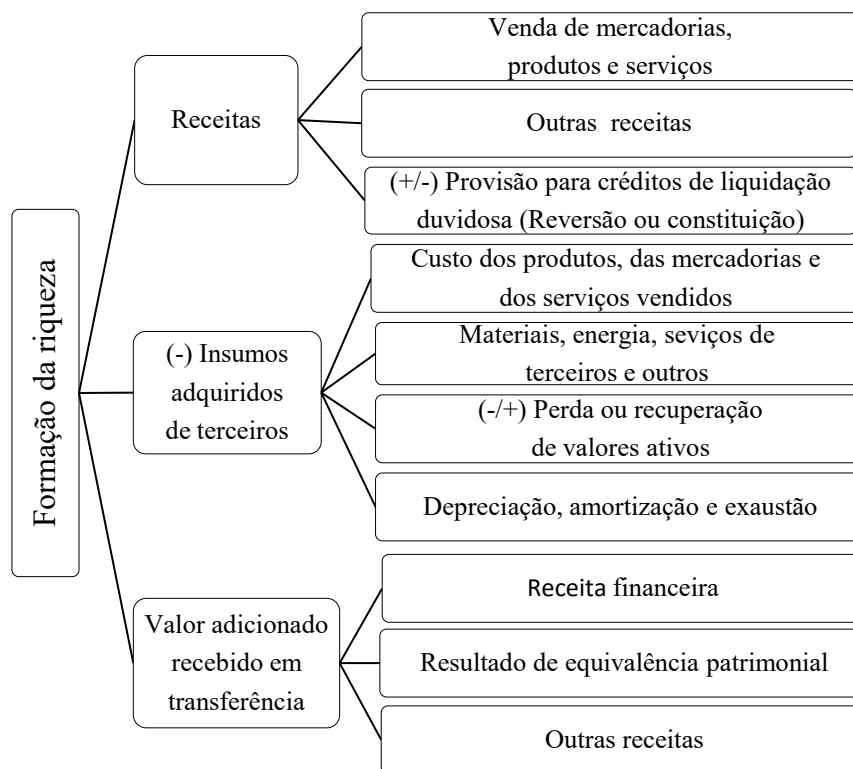 Formação da riqueza
Receitas
Venda de mercadorias,
produtos e serviços
Outras receitas
(+/-) Provisão para créditos de liquidação
duvidosa (Reversão ou constituição)
(-) Insumos
adquiridos
de terceiros
Custo dos produtos, das mercadorias e
dos serviços vendidos
Materiais, energia, seviços de
terceiros e outros
(-/+) Perda ou recuperação
de valores ativos
Depreciação, amortização e exaustão
Valor adicionado
recebido em
transferência
Receita financeira
Resultado de equivalência patrimonial
Outras receitas